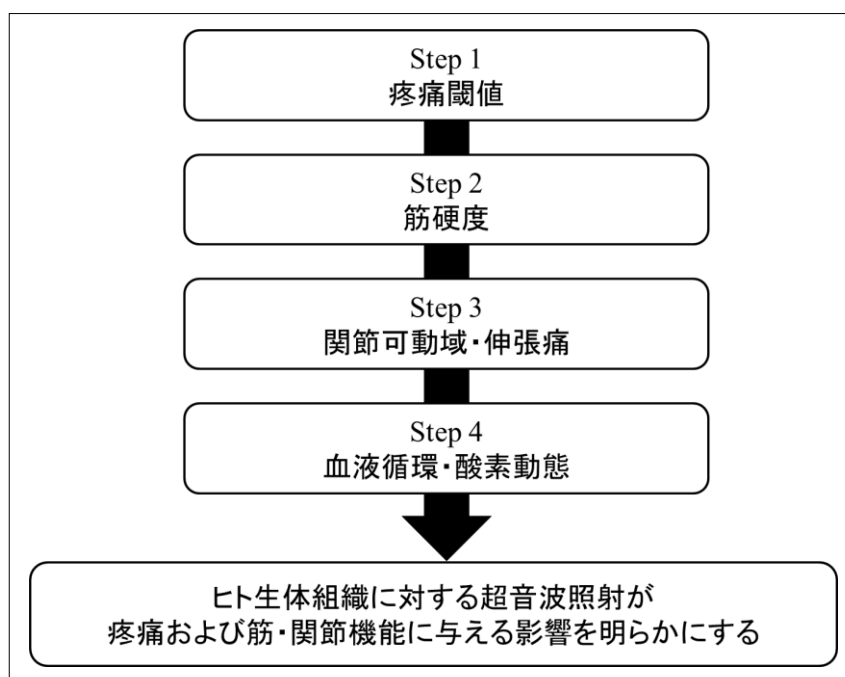 Step 1
疼痛閾値
Step 2
筋硬度
Step 3
関節可動域・伸張痛
Step 4
血液循環・酸素動態
ヒト生体組織に対する超音波照射が
疼痛および筋・関節機能に与える影響を明らかにする